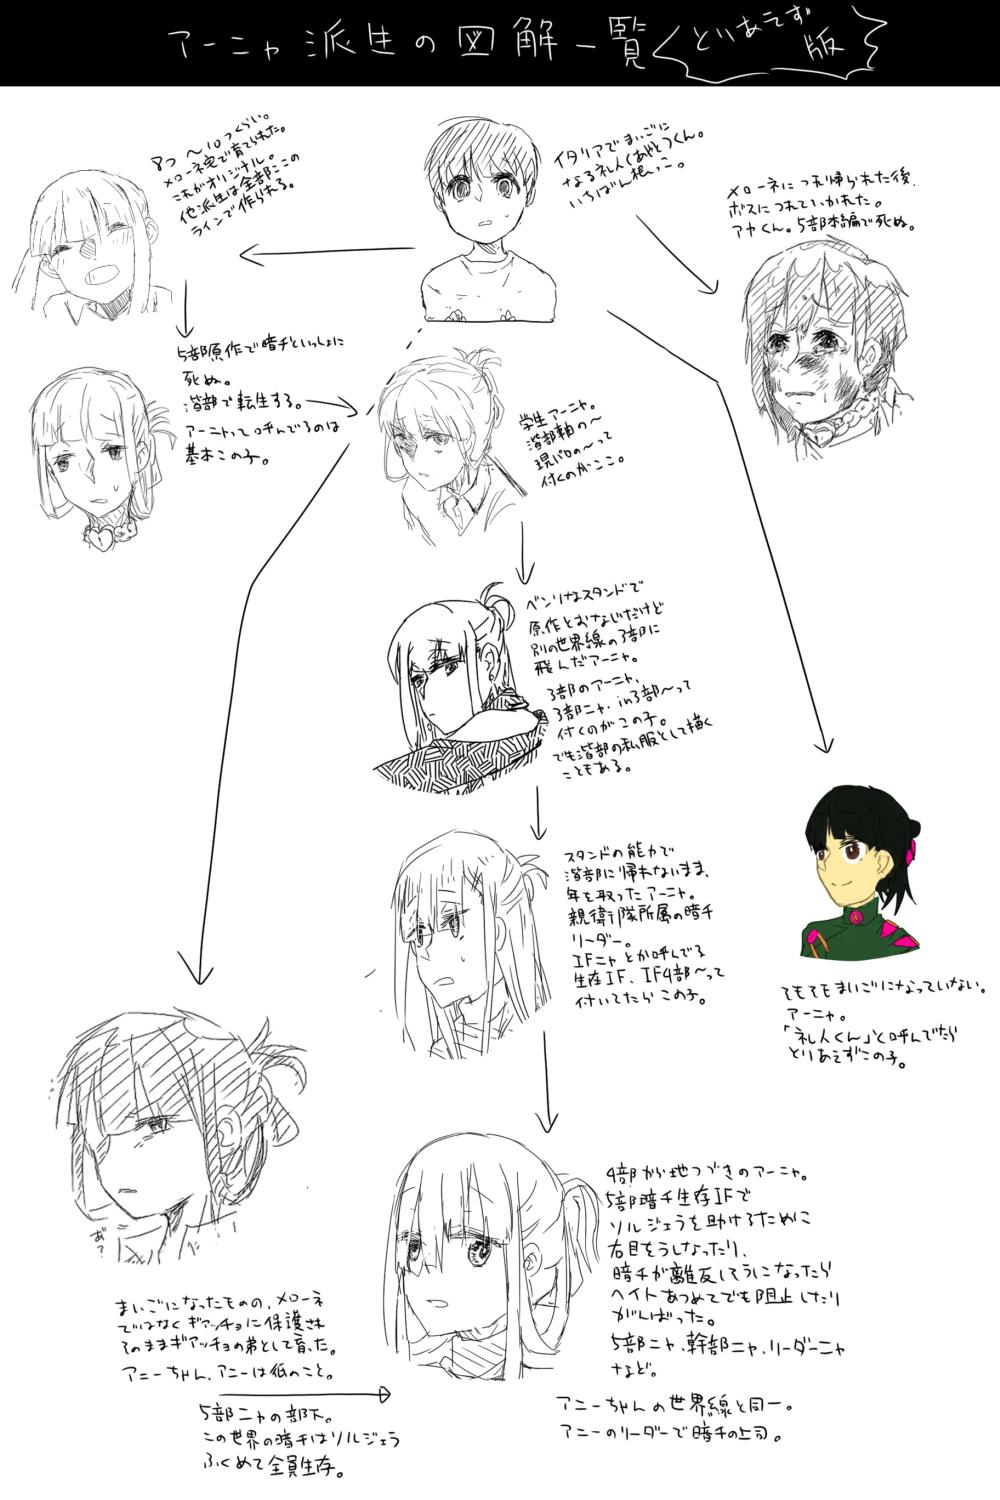 アーニャ派生の図解一覧
とりあえず版
8つ〜10つくらい。
メローネ宅で育てられた。
これがオリジナル。
他派生は全部ここの
ラインで作られる。
イタリアでまいごに
なる礼人(あやと)くん。
いちばん根っこ。
メローネにつれ帰られた後、
ボスにつれていかれた。
アヤくん。5部本編で死ぬ。
5部原作で暗チといっしょに
死ぬ。
潜部で転生する。
アーニャって呼んでるのは
基本この子。
学生アーニャ。
潜部軸の〜
現パロの〜って
付くのがここ。
ベンリなスタンドで
原作とおなじだけど
別の世界線の3部に
飛んだアーニャ。
3部のアーニャ、
3部ニャ、in3部〜って
付くのがこの子。
でも潜部の私服として描く
こともある。
スタンドの能力で
潜部に帰れないまま、
年を取ったアーニャ。
親衛隊所属の暗チ
リーダー。
IFニャとか呼んでる
生存IF、IF4部〜って
付いてたらこの子。
そもそもまいごになっていない。
アーニャ。
「礼人くん」と呼んでたら
とりあえずこの子。
あ?
まいごになったものの、メローネ
ではなくギアッチョに保護され
そのままギアッチョの弟として育った。
アニーちゃん、アニーは紙のこと。
5部ニャの部下。
この世界の暗チはソルジェラ
ふくめて全員生存。
4部から地つづきのアーニャ。
5部暗チ生存IFで
ソルジェラを助けるために
右目をうしなったり、
暗チが離反しそうになったら
ヘイトあつめてでも阻止したり
がんばった。
5部ニャ、幹部ニャ、リーダーニャ
など。
アニーちゃんの世界線と同一。
アニーのリーダーで暗チの上司。